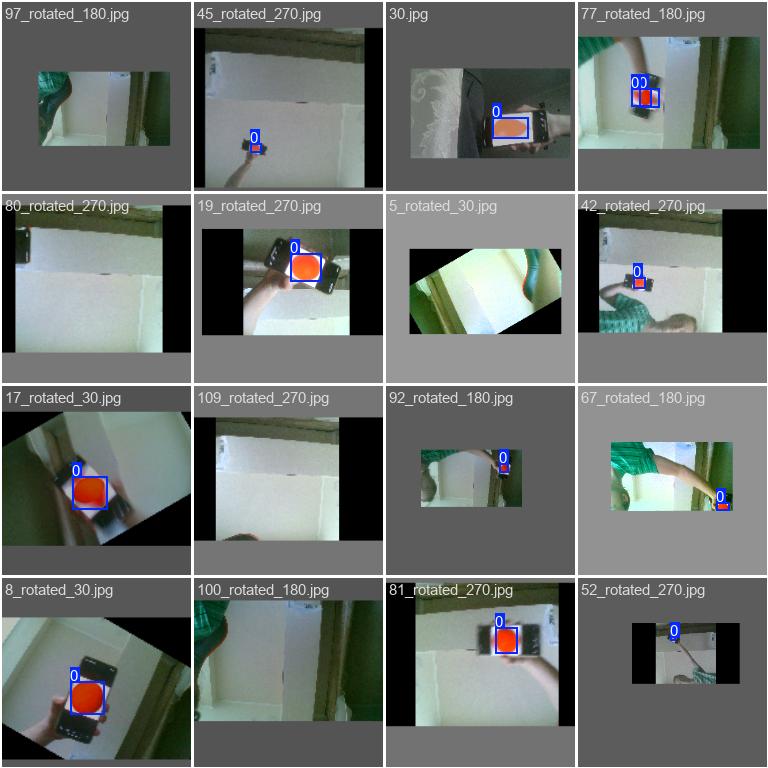 97_rotated_180.jpg
45_rotated_270.jpg
30.jpg
77_rotated_180.jpg
0
0
00
80_rotated_270.jpg
19_rotated_270.jpg
5_rotated_30.jpg
42_rotated_270.jpg
0
0
17_rotated_30.jpg
109_rotated_270.jpg
92_rotated_180.jpg
67_rotated_180.jpg
0
0
0
8_rotated_30.jpg
100_rotated_180.jpg
81_rotated_270.jpg
52_rotated_270.jpg
0
0
0